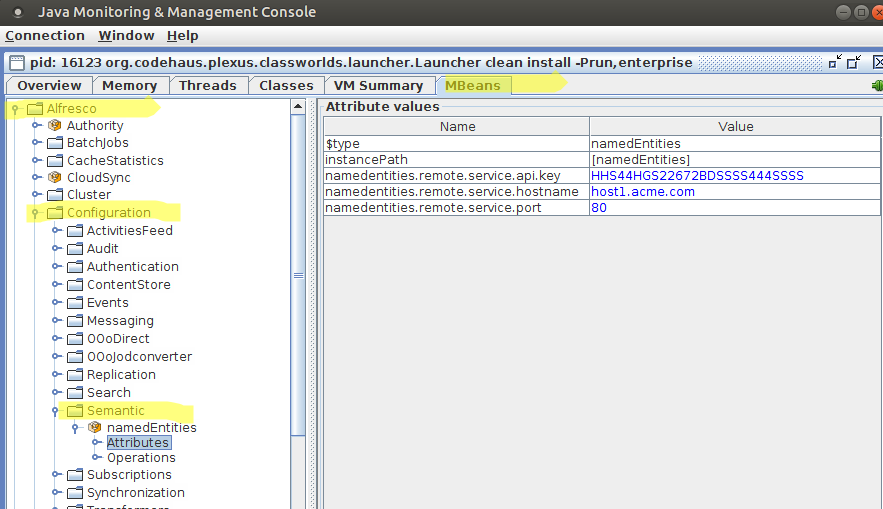 Java Monitoring & Management Console
Connection Window Help
pid: 16123 org.codehaus.plexus.classworlds.launcher.Launcher clean install -Prun,enterprise
Overview Memory Threads Classes VM Summary MBeans
Alfresco
Authority
BatchJobs
CacheStatistics
CloudSync
Cluster
Configuration
ActivitiesFeed
Audit
Authentication
ContentStore
Events
Messaging
OOoDirect
OOoJodconverter
Replication
Search
Semantic
namedEntities
Attributes
Operations
Subscriptions
Synchronization
Transformers
Attribute values
Name Value
$type namedEntities
instancePath [namedEntities]
namedentities.remote.service.api.key HHS44HGS22672BDSSSS444SSSS
namedentities.remote.service.hostname host1.acme.com
namedentities.remote.service.port 80